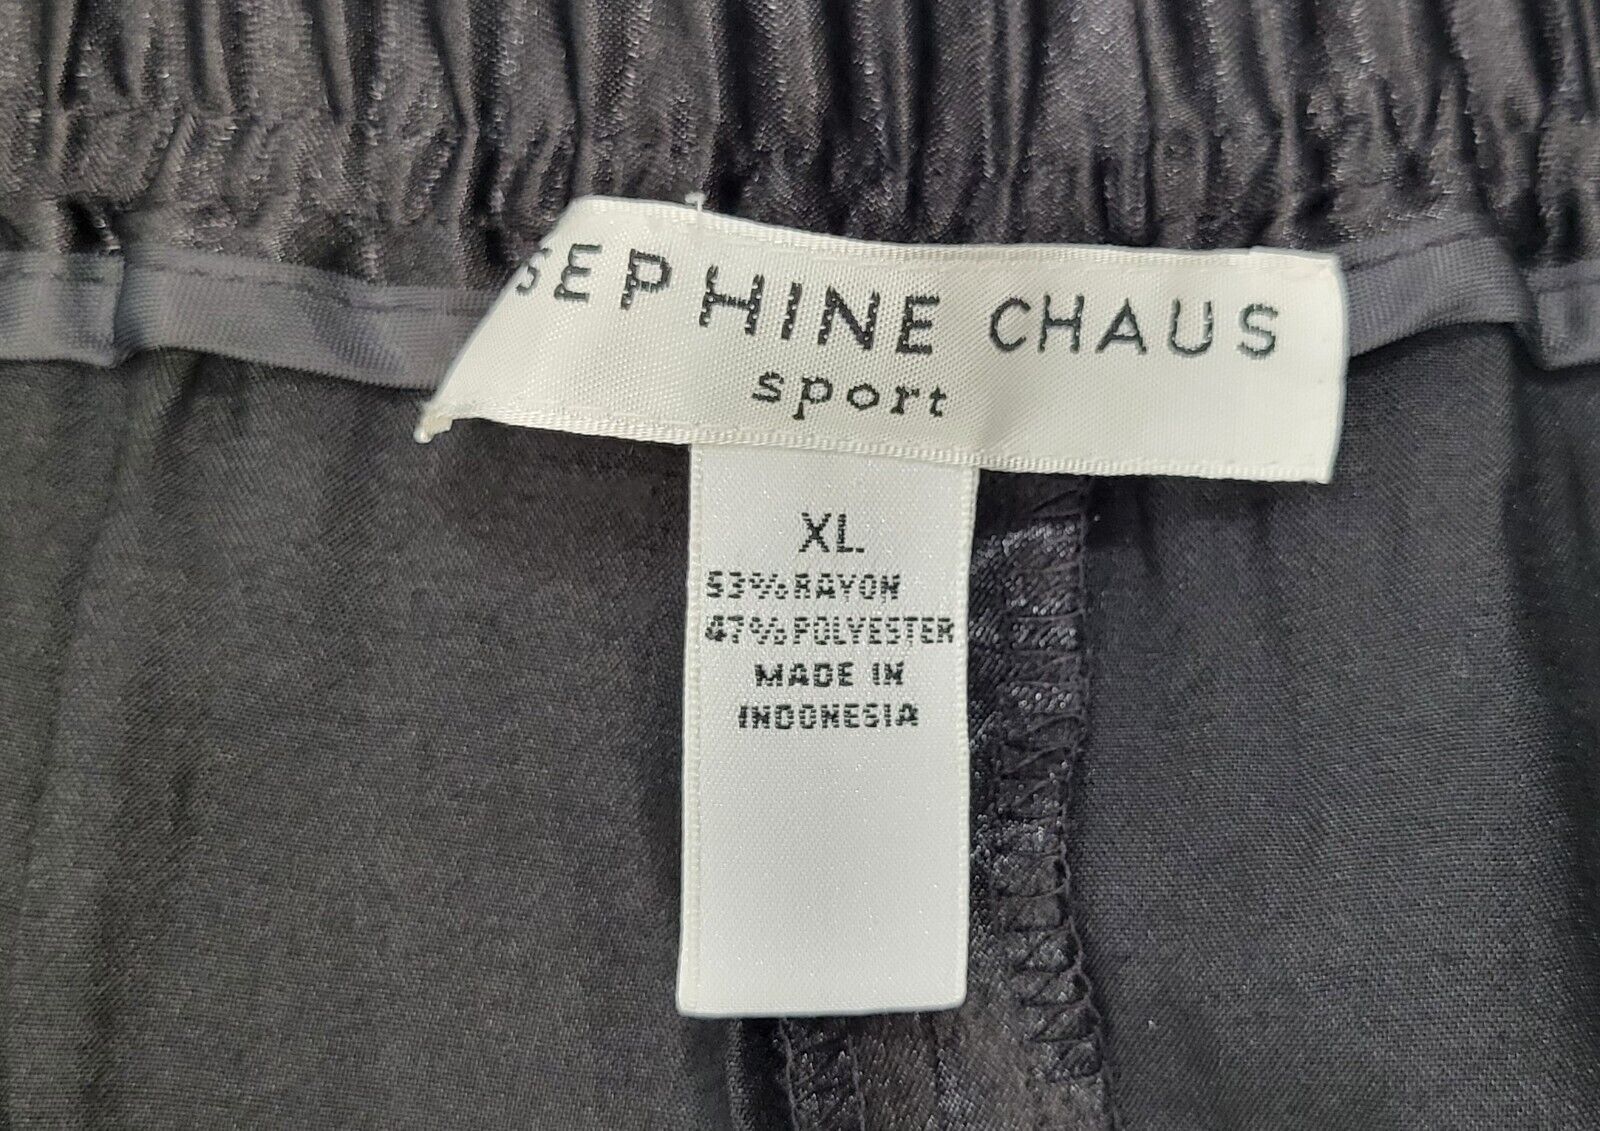 SEPHINE CHAUS
sport
XL
53% RAYON
47% POLYESTER
MADE IN
INDONESIA